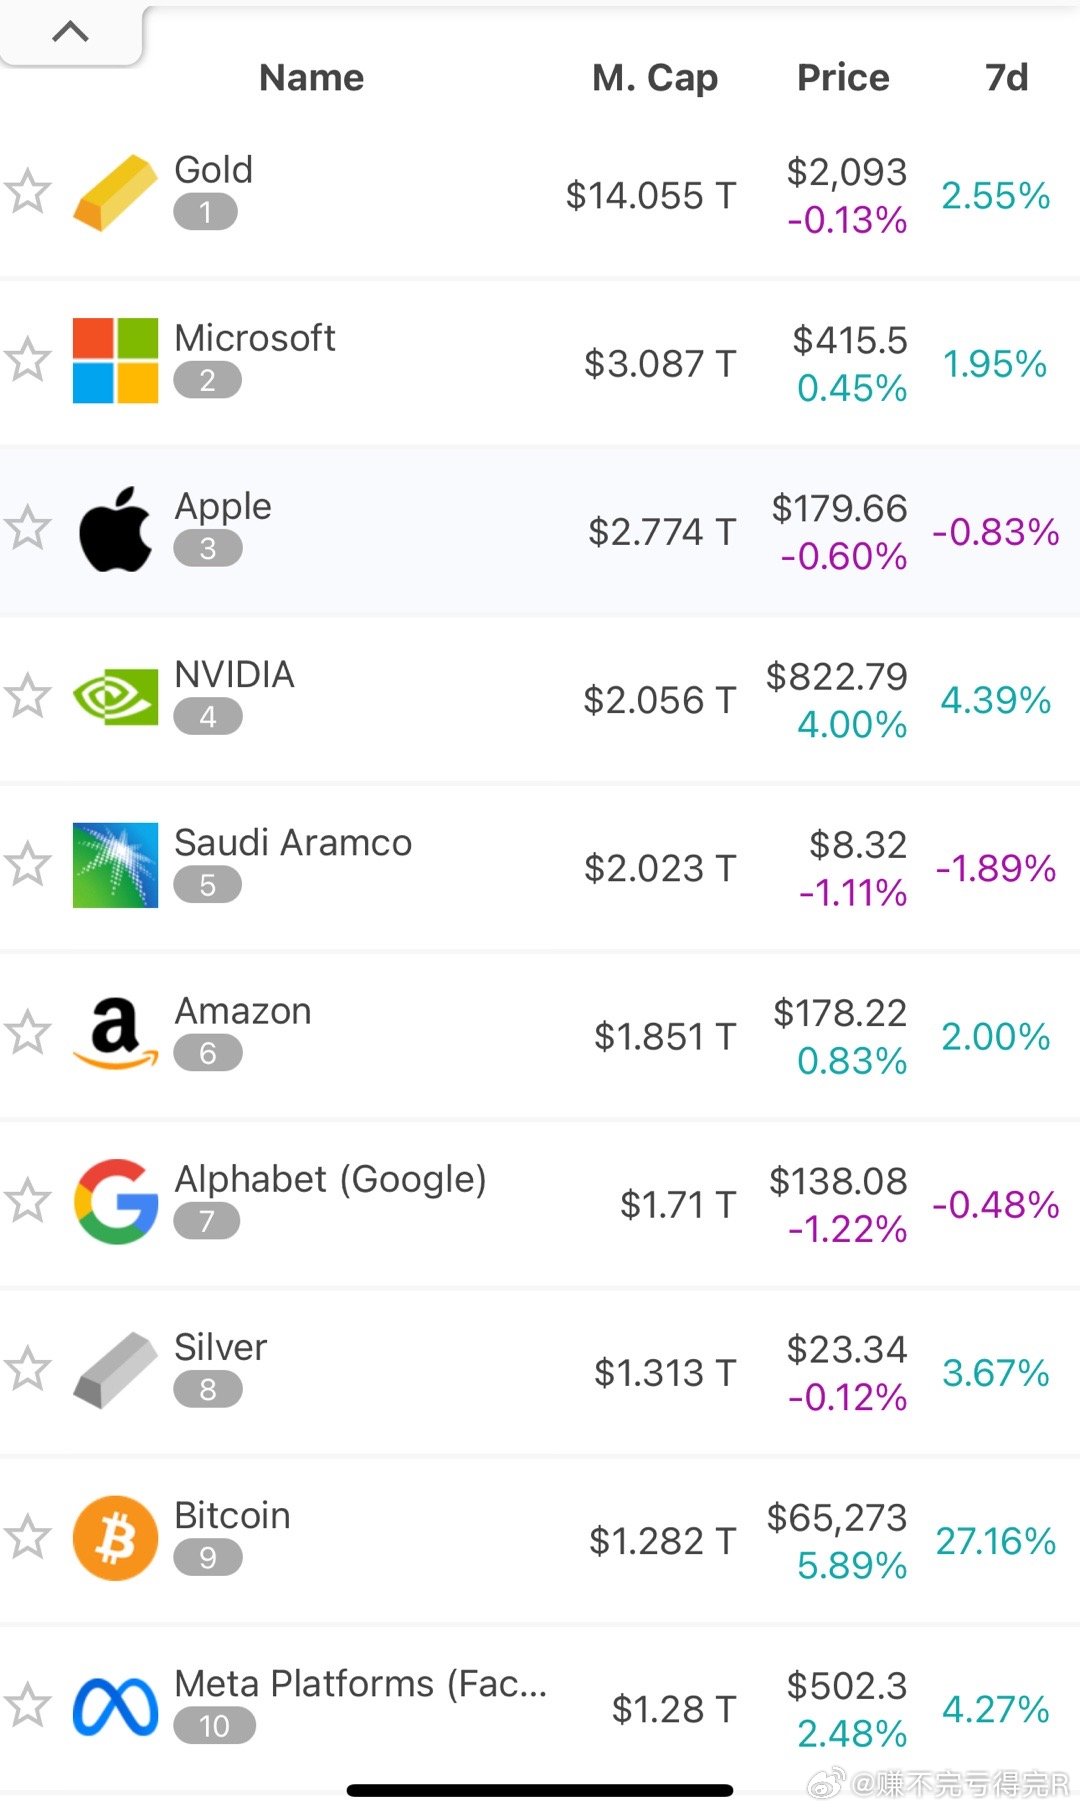 Name M. Cap Price 7d
Gold
1
$14.055 T
$2,093
-0.13%
2.55%
Microsoft
2
$3.087 T
$415.5
0.45%
1.95%
Apple
3
$2.774 T
$179.66
-0.60%
-0.83%
NVIDIA
4
$2.056 T
$822.79
4.00%
4.39%
Saudi Aramco
5
$2.023 T
$8.32
-1.11%
-1.89%
Amazon
6
$1.851 T
$178.22
0.83%
2.00%
Alphabet (Google)
7
$1.71 T
$138.08
-1.22%
-0.48%
Silver
8
$1.313 T
$23.34
-0.12%
3.67%
Bitcoin
9
$1.282 T
$65,273
5.89%
27.16%
Meta Platforms (Fac...
10
$1.28 T
$502.3
2.48%
4.27%
@赚不完亏得完R